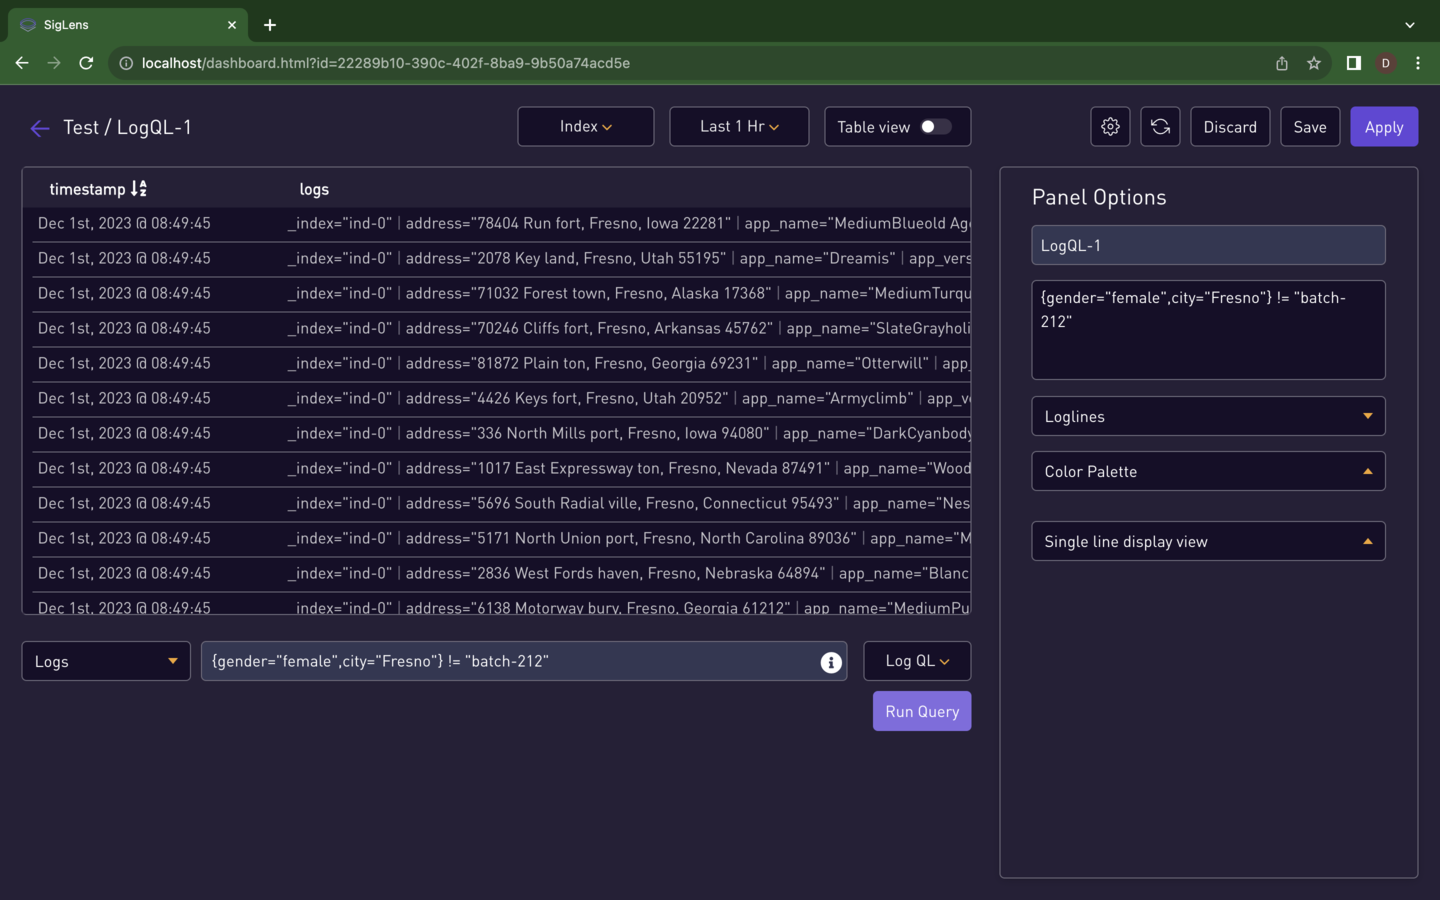 SigLens
localhost/dashboard.html?id=22289b10-390c-402f-8ba9-9b50a74acd5e
D
Test / LogQL-1
Index
Last 1 Hr
Table view
Discard
Save
Apply
timestamp
logs
Dec 1st, 2023 @ 08:49:45 _index="ind-0" | address="78404 Run fort, Fresno, Iowa 22281" | app_name="MediumBlueold Ag
Dec 1st, 2023 @ 08:49:45 _index="ind-0" | address="2078 Key land, Fresno, Utah 55195" | app_name="Dreamis" | app_vers
Dec 1st, 2023 @ 08:49:45 _index="ind-0" | address="71032 Forest town, Fresno, Alaska 17368" | app_name="MediumTurqu
Dec 1st, 2023 @ 08:49:45 _index="ind-0" | address="70246 Cliffs fort, Fresno, Arkansas 45762" | app_name="SlateGrayholi
Dec 1st, 2023 @ 08:49:45 _index="ind-0" | address="81872 Plain ton, Fresno, Georgia 69231" | app_name="Otterwill" | app_
Dec 1st, 2023 @ 08:49:45 _index="ind-0" | address="4426 Keys fort, Fresno, Utah 20952" | app_name="Armyclimb" | app_v
Dec 1st, 2023 @ 08:49:45 _index="ind-0" | address="336 North Mills port, Fresno, Iowa 94080" | app_name="DarkCyanbody
Dec 1st, 2023 @ 08:49:45 _index="ind-0" | address="1017 East Expressway ton, Fresno, Nevada 87491" | app_name="Wood
Dec 1st, 2023 @ 08:49:45 _index="ind-0" | address="5696 South Radial ville, Fresno, Connecticut 95493" | app_name="Nes
Dec 1st, 2023 @ 08:49:45 _index="ind-0" | address="5171 North Union port, Fresno, North Carolina 89036" | app_name="M
Dec 1st, 2023 @ 08:49:45 _index="ind-0" | address="2836 West Fords haven, Fresno, Nebraska 64894" | app_name="Blanc
Dec 1st, 2023 @ 08:49:45 _index="ind-0" | address="6138 Motorway bury, Fresno, Georgia 61212" | app_name="MediumPu
Logs
{gender="female",city="Fresno"} != "batch-212"
Log QL
Run Query
Panel Options
LogQL-1
{gender="female",city="Fresno"} != "batch-
212"
Loglines
Color Palette
Single line display view